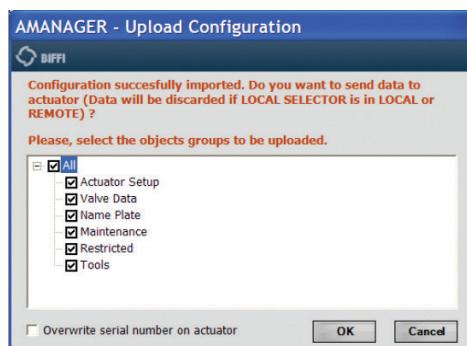 AMANAGER - Upload Configuration
BIFFI
Configuration succesfully imported. Do you want to send data to
actuator (Data will be discarded if LOCAL SELECTOR is in LOCAL or
REMOTE) ?
Please, select the objects groups to be uploaded.
All
Actuator Setup
Valve Data
Name Plate
Maintenance
Restricted
Tools
Overwrite serial number on actuator
OK
Cancel